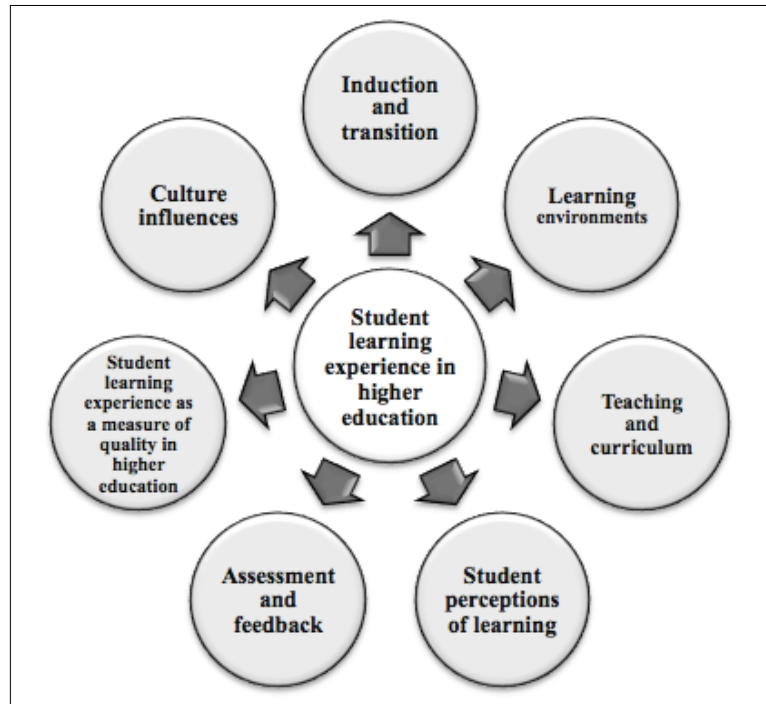 Induction
and
transition
Learning
environments
Teaching
and
curriculum
Student
perceptions
of learning
Assessment
and
feedback
Student
learning
experience as
a measure of
quality in
higher
education
Culture
influences
Student
learning
experience in
higher
education